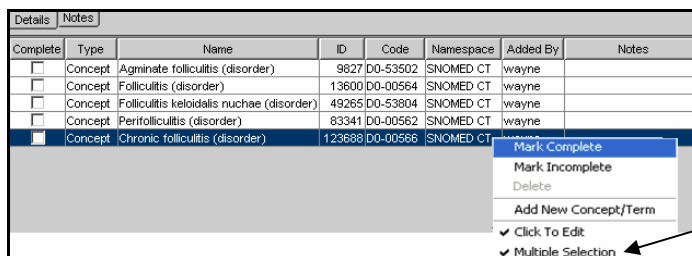 Details Notes
Complete Type Name ID Code Namespace Added By Notes
Concept Agminate folliculitis (disorder) 9827 D0-53502 SNOMED CT wayne
Concept Folliculitis (disorder) 13600 D0-00564 SNOMED CT wayne
Concept Folliculitis keloidalis nuchae (disorder) 49265 D0-53804 SNOMED CT wayne
Concept Perifolliculitis (disorder) 83341 D0-00562 SNOMED CT wayne
Concept Chronic folliculitis (disorder) 123688 D0-00566 SNOMED CT wayne
Mark Complete
Mark Incomplete
Delete
Add New Concept/Term
Click To Edit
Multiple Selection